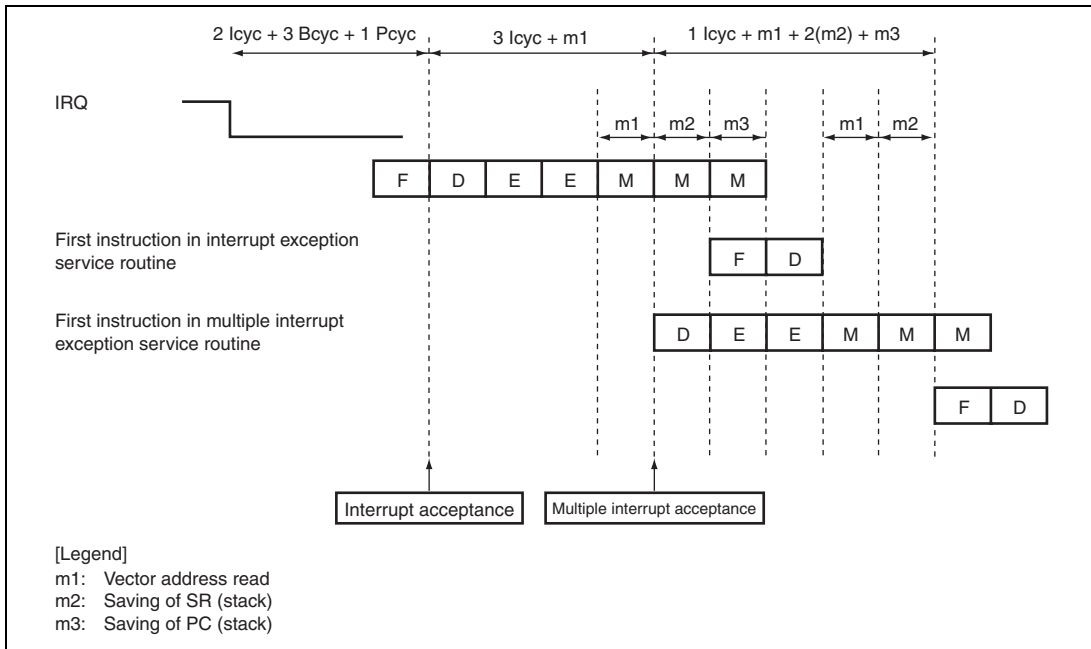 2 Icyc + 3 Bcyc + 1 Pcyc 3 Icyc + m1 1 Icyc + m1 + 2(m2) + m3
IRQ
m1 m2 m3 m1 m2
F D E E M M M
First instruction in interrupt exception
service routine
F D
First instruction in multiple interrupt
exception service routine
D E E M M M
F D
Interrupt acceptance Multiple interrupt acceptance
[Legend]
m1: Vector address read
m2: Saving of SR (stack)
m3: Saving of PC (stack)